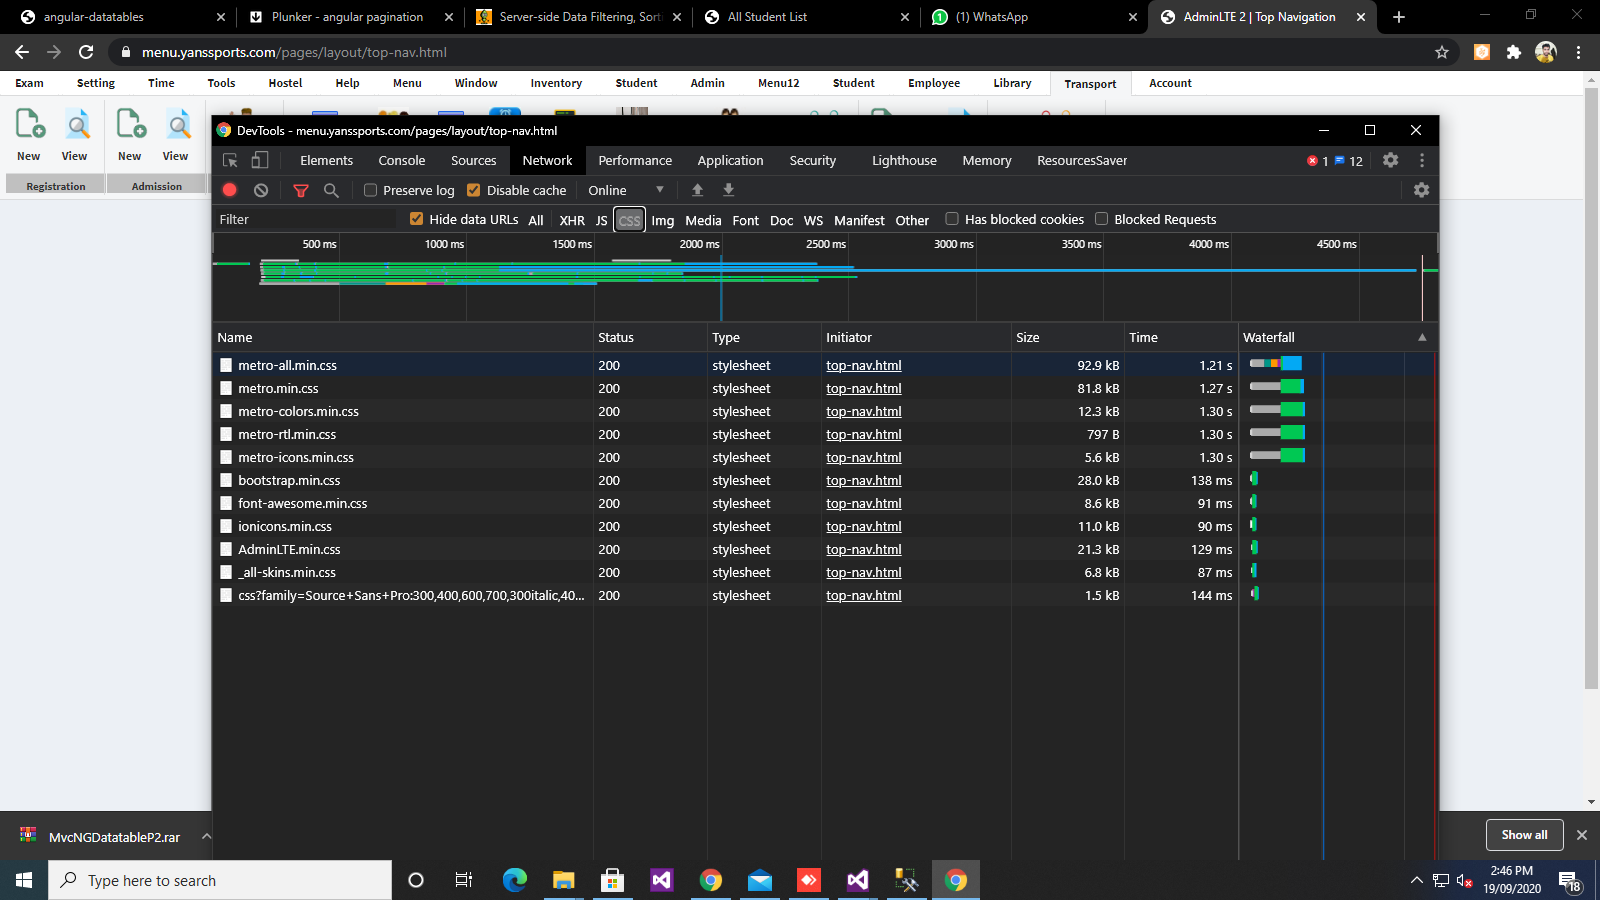 angular-datatables
Plunker - angular pagination
Server-side Data Filtering, Sort
All Student List
(1) WhatsApp
AdminLTE 2 | Top Navigation
menu.yanssports.com/pages/layout/top-nav.html
Exam Setting Time Tools Hostel Help Menu Window Inventory Student Admin Menu12 Student Employee Library Transport Account
New View New View
Registration Admission
DevTools - menu.yanssports.com/pages/layout/top-nav.html
Elements Console Sources Network Performance Application Security Lighthouse Memory ResourcesSaver 1 12
Preserve log Disable cache Online
Filter Hide data URLs All XHR JS CSS Img Media Font Doc WS Manifest Other Has blocked cookies Blocked Requests
500 ms 1000 ms 1500 ms 2000 ms 2500 ms 3000 ms 3500 ms 4000 ms 4500 ms
Name Status Type Initiator Size Time Waterfall
metro-all.min.css 200 stylesheet top-nav.html 92.9 kB 1.21 s
metro.min.css 200 stylesheet top-nav.html 81.8 kB 1.27 s
metro-colors.min.css 200 stylesheet top-nav.html 12.3 kB 1.30 s
metro-rtl.min.css 200 stylesheet top-nav.html 797 B 1.30 s
metro-icons.min.css 200 stylesheet top-nav.html 5.6 kB 1.30 s
bootstrap.min.css 200 stylesheet top-nav.html 28.0 kB 138 ms
font-awesome.min.css 200 stylesheet top-nav.html 8.6 kB 91 ms
ionicons.min.css 200 stylesheet top-nav.html 11.0 kB 90 ms
AdminLTE.min.css 200 stylesheet top-nav.html 21.3 kB 129 ms
_all-skins.min.css 200 stylesheet top-nav.html 6.8 kB 87 ms
css?family=Source+Sans+Pro:300,400,600,700,300italic,40... 200 stylesheet top-nav.html 1.5 kB 144 ms
MvcNGDatatableP2.rar
Show all
Type here to search
2:46 PM
19/09/2020
18